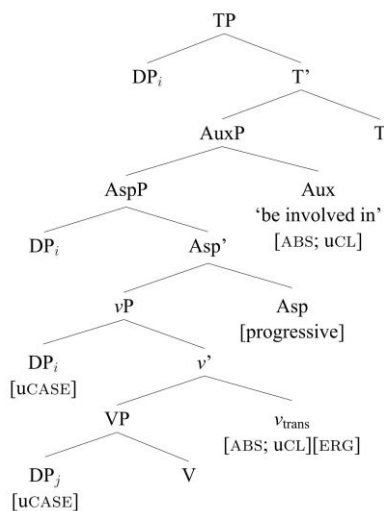 TP
DPᵢ T’
AuxP T
AspP Aux
‘be involved in’
[ABS; uCL]
DPᵢ Asp’
vP Asp
[progressive]
DPᵢ v’
[uCASE]
VP vtrans
[ABS; uCL][ERG]
DPⱼ V
[uCASE]